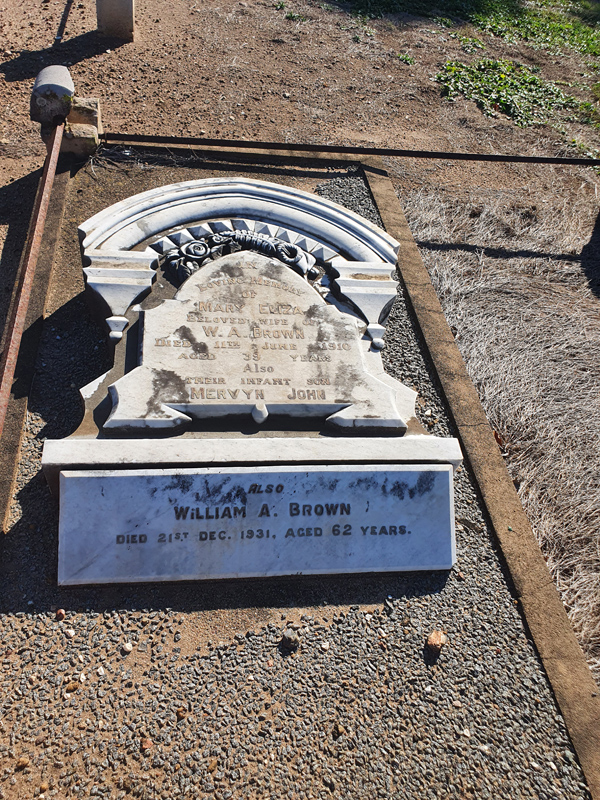 LOVING MEMORY
OF
MARY ELIZA
BELOVED WIFE OF
W. A. BROWN
DIED 11TH JUNE 1910
AGED 39 YEARS
Also
THEIR INFANT SON
MERVYN JOHN
ALSO
WILLIAM A. BROWN
DIED 21ST DEC. 1931, AGED 62 YEARS.